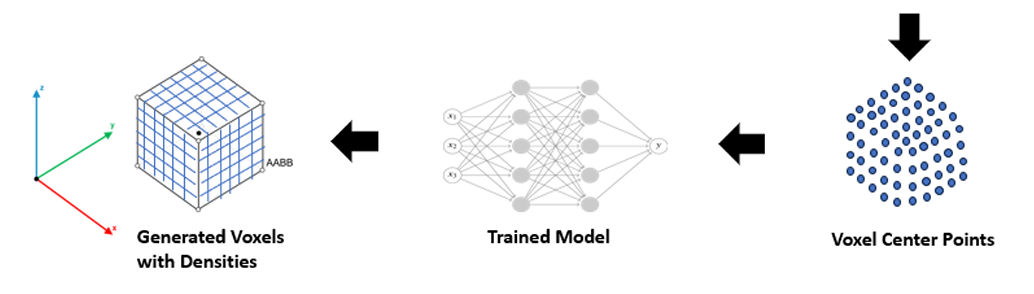 z
y
x
AABB
Generated Voxels
with Densities
x₁
x₂
x₃
y
Trained Model
Voxel Center Points